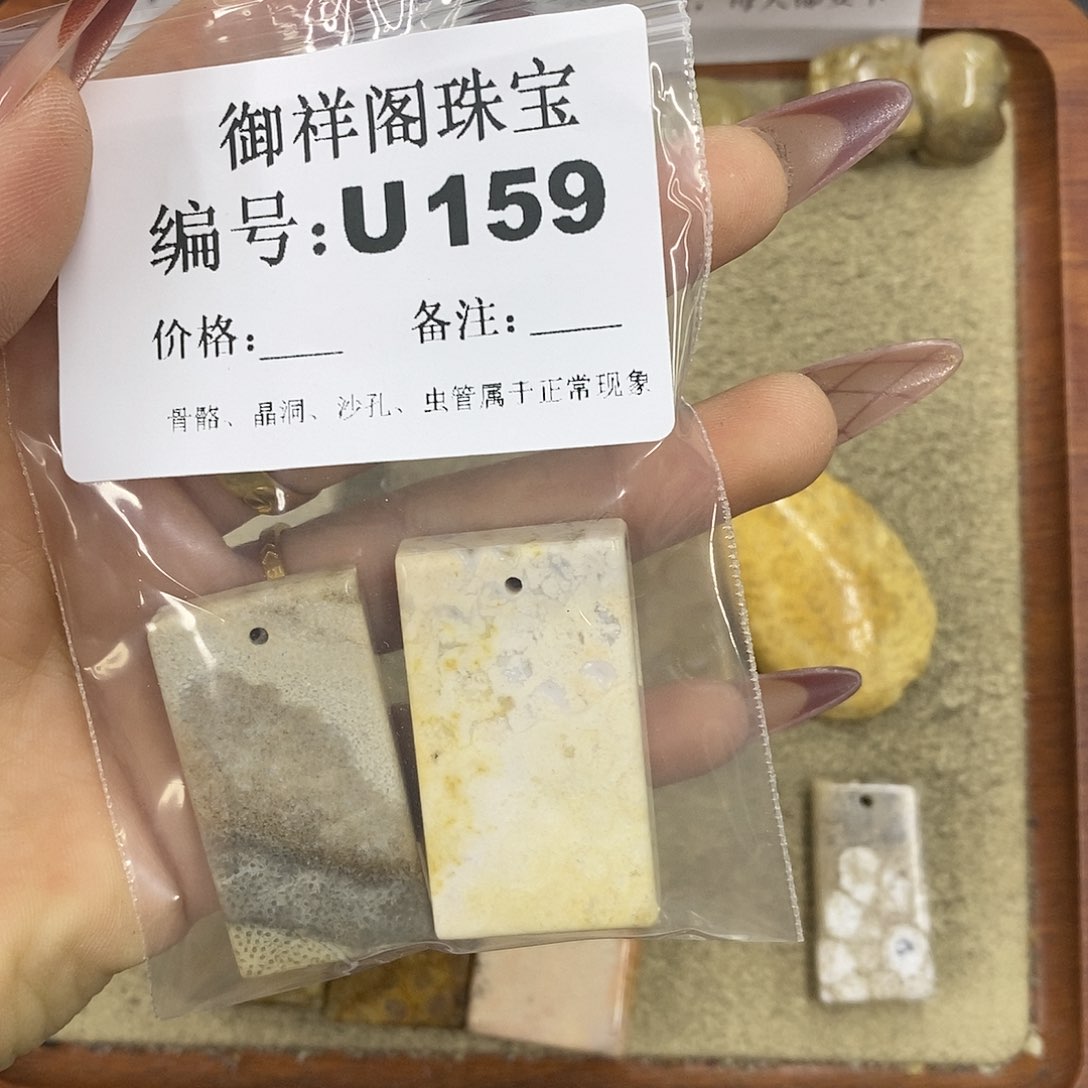 御祥阁珠宝
编号:U159
价格:____ 备注:____
骨骼、晶洞、沙孔、虫管属于正常现象